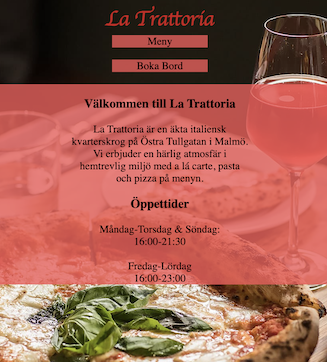 La Trattoria
Meny
Boka Bord
Välkommen till La Trattoria
La Trattoria är en äkta italiensk
kvarterskrog på Östra Tullgatan i Malmö.
Vi erbjuder en härlig atmosfär i
hemtrevlig miljö med a lá carte, pasta
och pizza på menyn.
Öppettider
Måndag-Torsdag & Söndag:
16:00-21:30
Fredag-Lördag
16:00-23:00